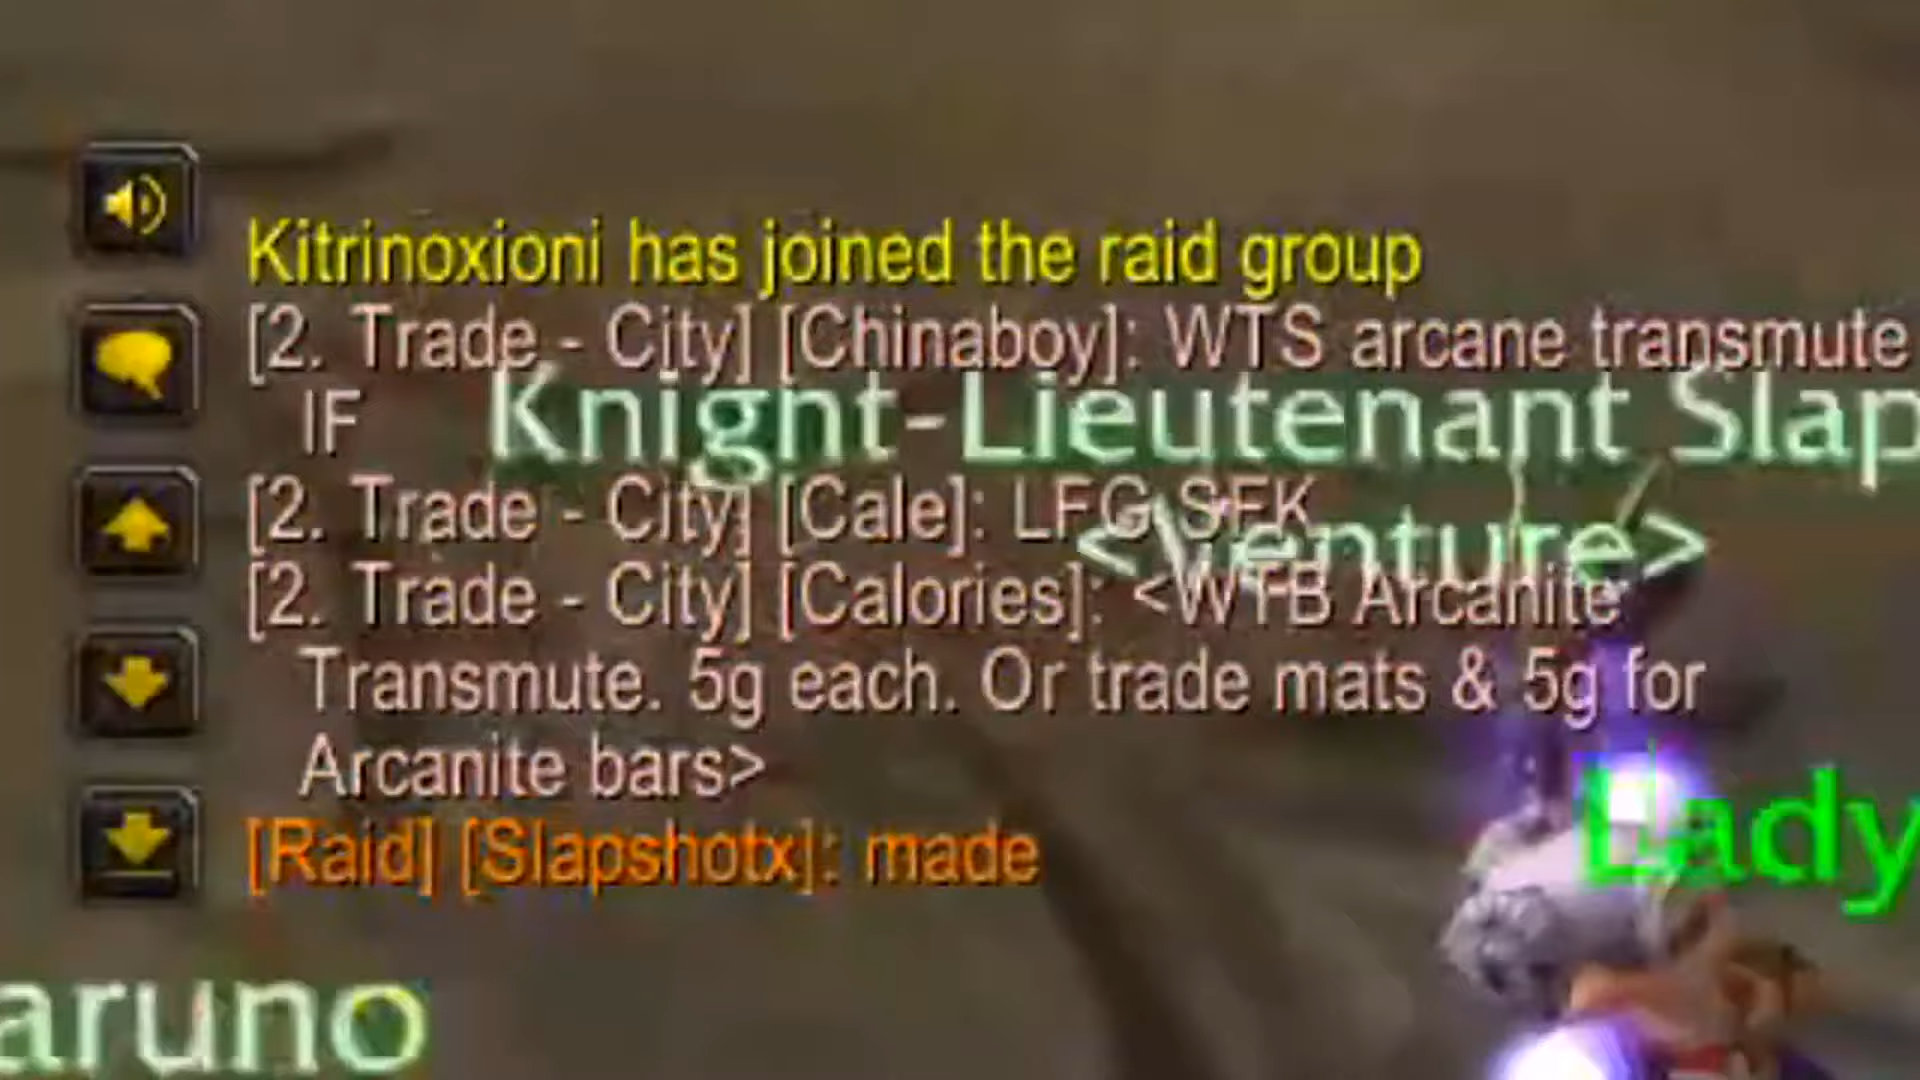 Kitrinoxioni has joined the raid group
[2. Trade - City] [Chinaboy]: WTS arcane transmute
IF
Knight-Lieutenant Slap
[2. Trade - City] [Cale]: LFG SFK
<Venture>
[2. Trade - City] [Calories]: <WTB Arcanite
Transmute. 5g each. Or trade mats & 5g for
Arcanite bars>
Lady
[Raid] [Slapshotx]: made
aruno